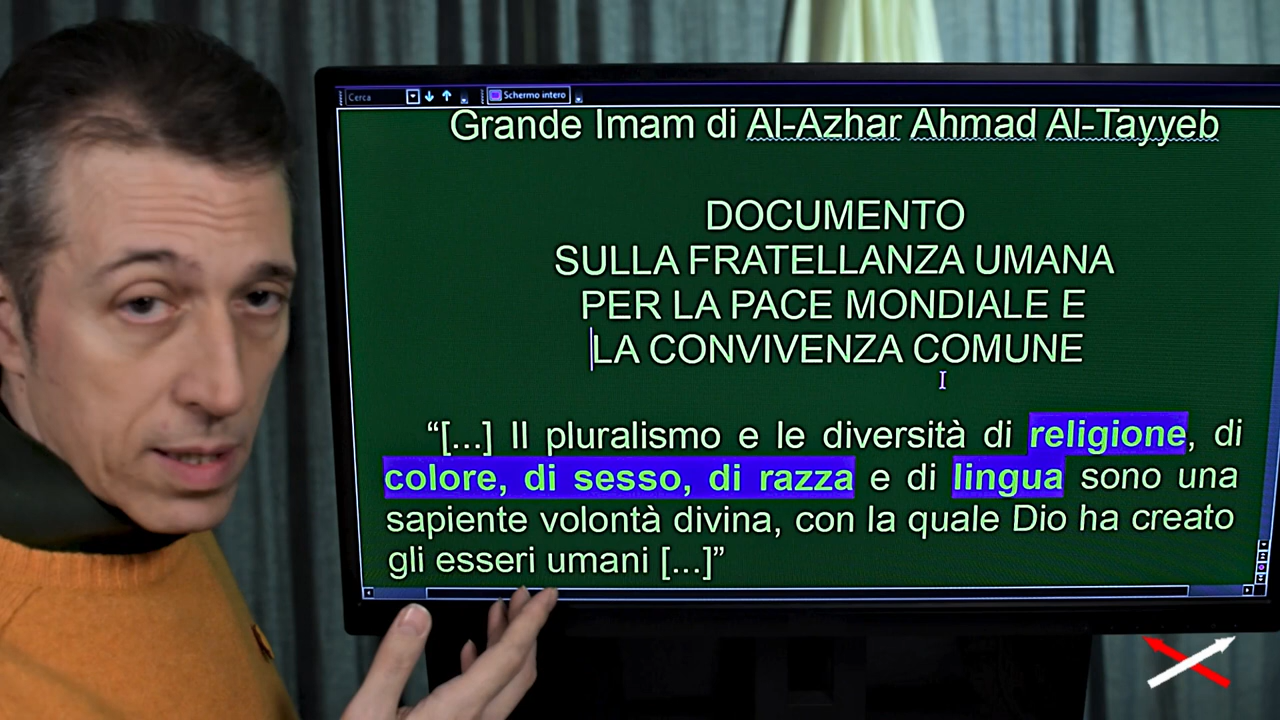 Cerca
Schermo intero
Grande Imam di Al-Azhar Ahmad Al-Tayyeb
DOCUMENTO
SULLA FRATELLANZA UMANA
PER LA PACE MONDIALE E
LA CONVIVENZA COMUNE
“[...] Il pluralismo e le diversità di religione, di
colore, di sesso, di razza e di lingua sono una
sapiente volontà divina, con la quale Dio ha creato
gli esseri umani [...]”